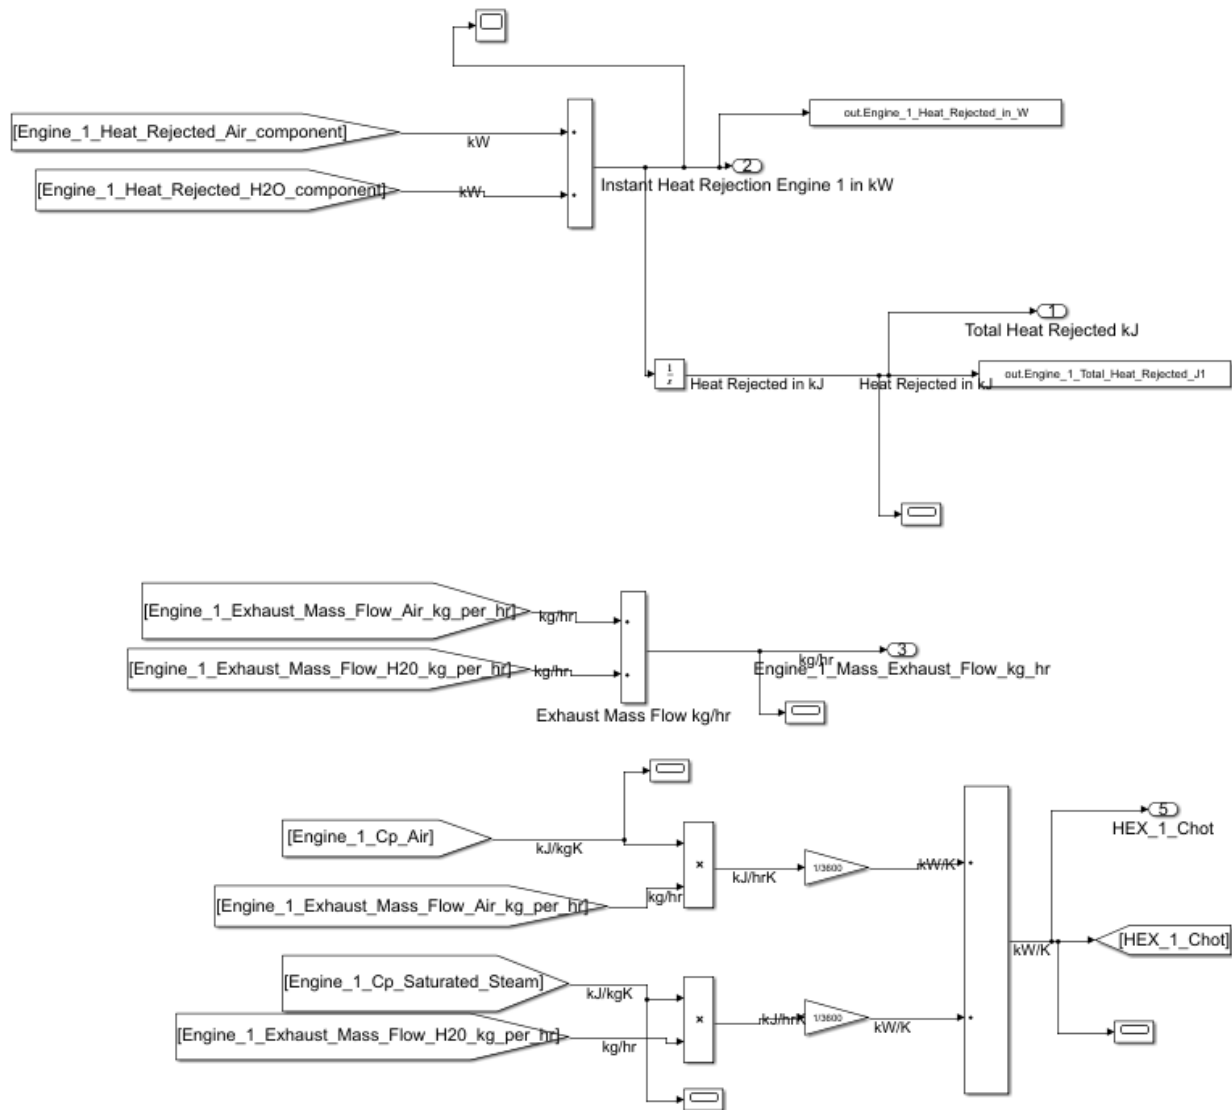 [Engine_1_Heat_Rejected_Air_component]
kW
out.Engine_1_Heat_Rejected_in_W
[Engine_1_Heat_Rejected_H2O_component]
kW
+
+
2
Instant Heat Rejection Engine 1 in kW
1
Total Heat Rejected kJ
1
s
Heat Rejected in kJ
Heat Rejected in kJ
out.Engine_1_Total_Heat_Rejected_J1
[Engine_1_Exhaust_Mass_Flow_Air_kg_per_hr]
kg/hr
+
[Engine_1_Exhaust_Mass_Flow_H20_kg_per_hr]
kg/hr
+
kg/hr
3
Engine_1_Mass_Exhaust_Flow_kg_hr
Exhaust Mass Flow kg/hr
[Engine_1_Cp_Air]
kJ/kgK
[Engine_1_Exhaust_Mass_Flow_Air_kg_per_hr]
kg/hr
×
kJ/hrK
1/3600
kW/K
+
5
HEX_1_Chot
[HEX_1_Chot]
kW/K
[Engine_1_Cp_Saturated_Steam]
kJ/kgK
[Engine_1_Exhaust_Mass_Flow_H20_kg_per_hr]
kg/hr
×
kJ/hrK
1/3600
kW/K
+